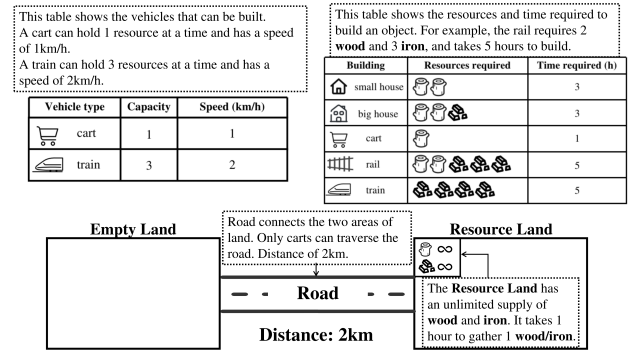 This table shows the vehicles that can be built.
A cart can hold 1 resource at a time and has a speed
of 1km/h.
A train can hold 3 resources at a time and has a
speed of 2km/h.
Vehicle type Capacity Speed (km/h)
cart 1 1
train 3 2
This table shows the resources and time required to
build an object. For example, the rail requires 2
wood and 3 iron, and takes 5 hours to build.
Building Resources required Time required (h)
small house 3
big house 3
cart 1
rail 5
train 5
Empty Land
Road connects the two areas of
land. Only carts can traverse the
road. Distance of 2km.
Road
Distance: 2km
Resource Land
∞
∞
The Resource Land has
an unlimited supply of
wood and iron. It takes 1
hour to gather 1 wood/iron.